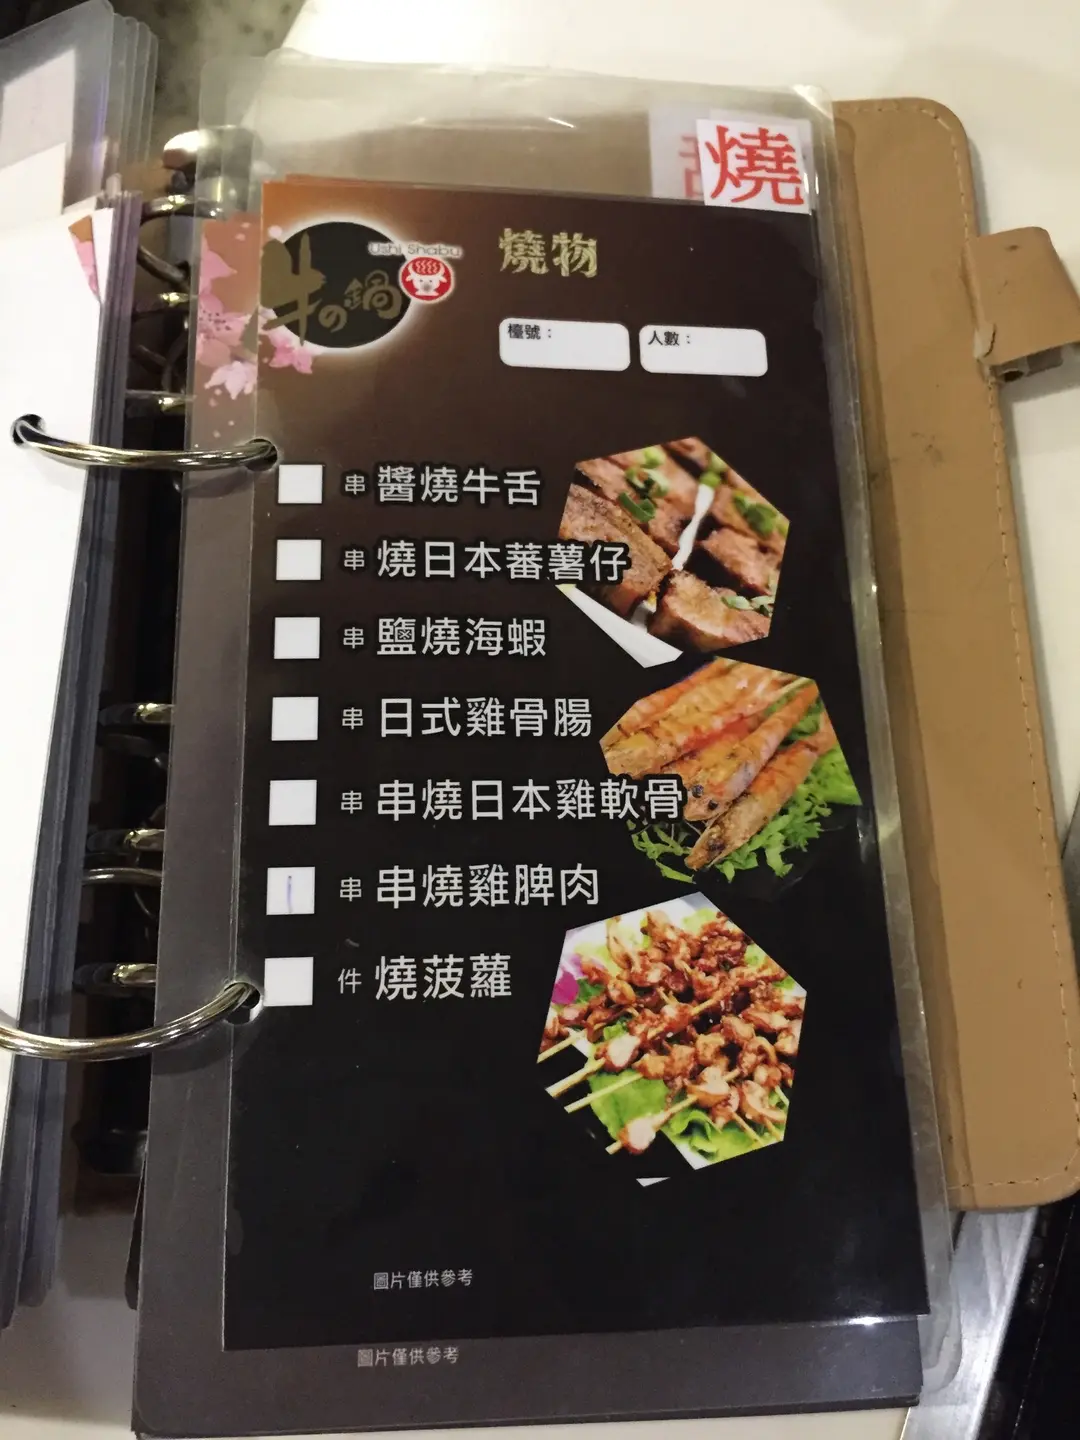 燒
Ushi Shabu
牛の鍋
燒物
檯號：
人數：
串 醬燒牛舌
串 燒日本蕃薯仔
串 鹽燒海蝦
串 日式雞骨腸
串 串燒日本雞軟骨
串 串燒雞脾肉
件 燒菠蘿
圖片僅供參考
圖片僅供參考